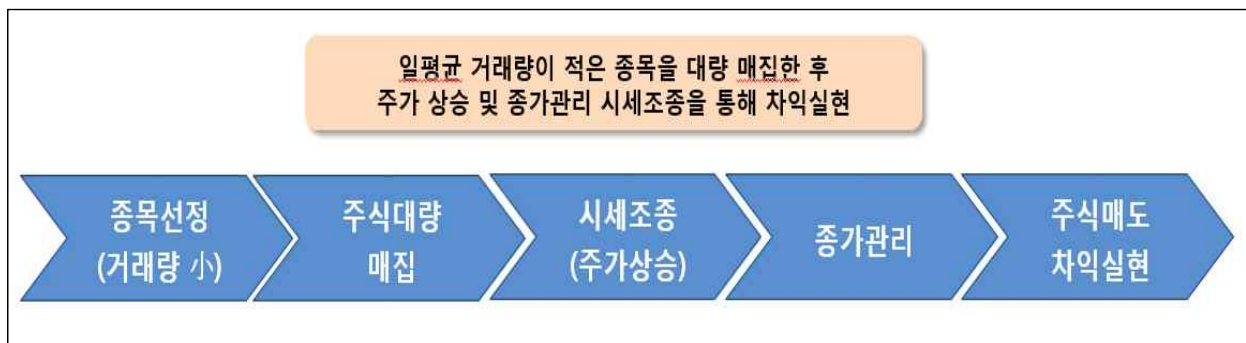 일평균 거래량이 적은 종목을 대량 매집한 후
주가 상승 및 종가관리 시세조종을 통해 차익실현
종목선정
(거래량 小)
주식대량
매집
시세조종
(주가상승)
종가관리
주식매도
차익실현